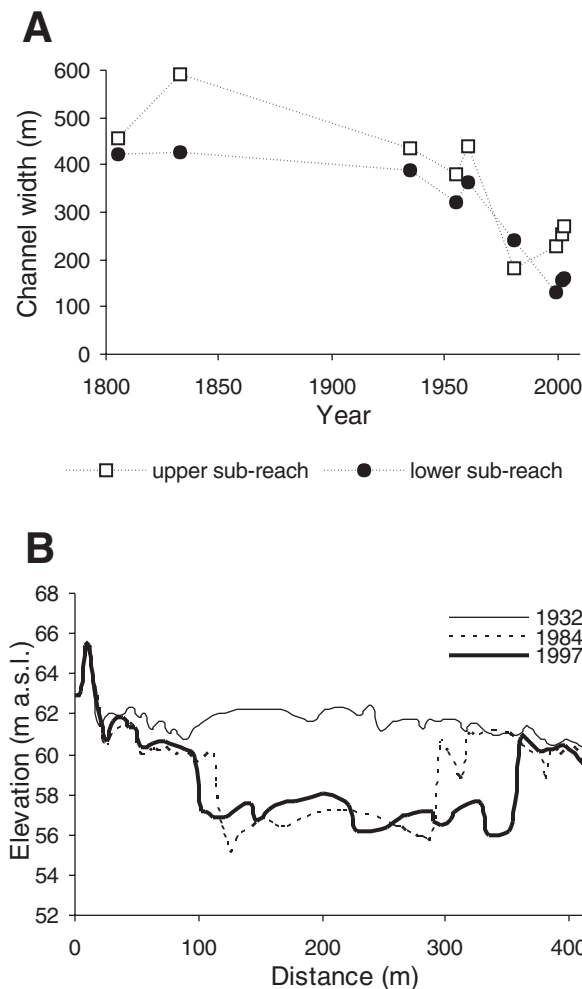 A
600
500
400
300
200
100
0
Channel width (m)
1800 1850 1900 1950 2000
Year
upper sub-reach lower sub-reach
B
68
66
64
62
60
58
56
54
52
Elevation (m a.s.l.)
1932
1984
1997
0 100 200 300 400
Distance (m)